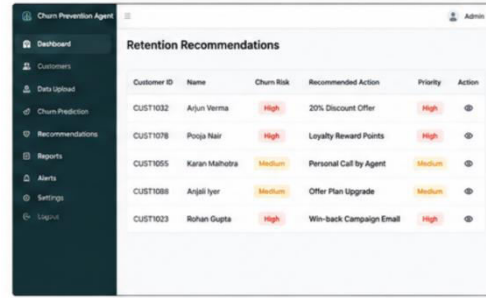 Churn Prevention Agent
Admin
Dashboard
Customers
Data Upload
Churn Prediction
Recommendations
Reports
Alerts
Settings
Logout
Retention Recommendations
Customer ID Name Churn Risk Recommended Action Priority Action
CUST1032 Arjun Verma High 20% Discount Offer High
CUST1078 Pooja Nair High Loyalty Reward Points High
CUST1055 Karan Malhotra Medium Personal Call by Agent Medium
CUST1088 Anjali Iyer Medium Offer Plan Upgrade Medium
CUST1023 Rohan Gupta High Win-back Campaign Email High